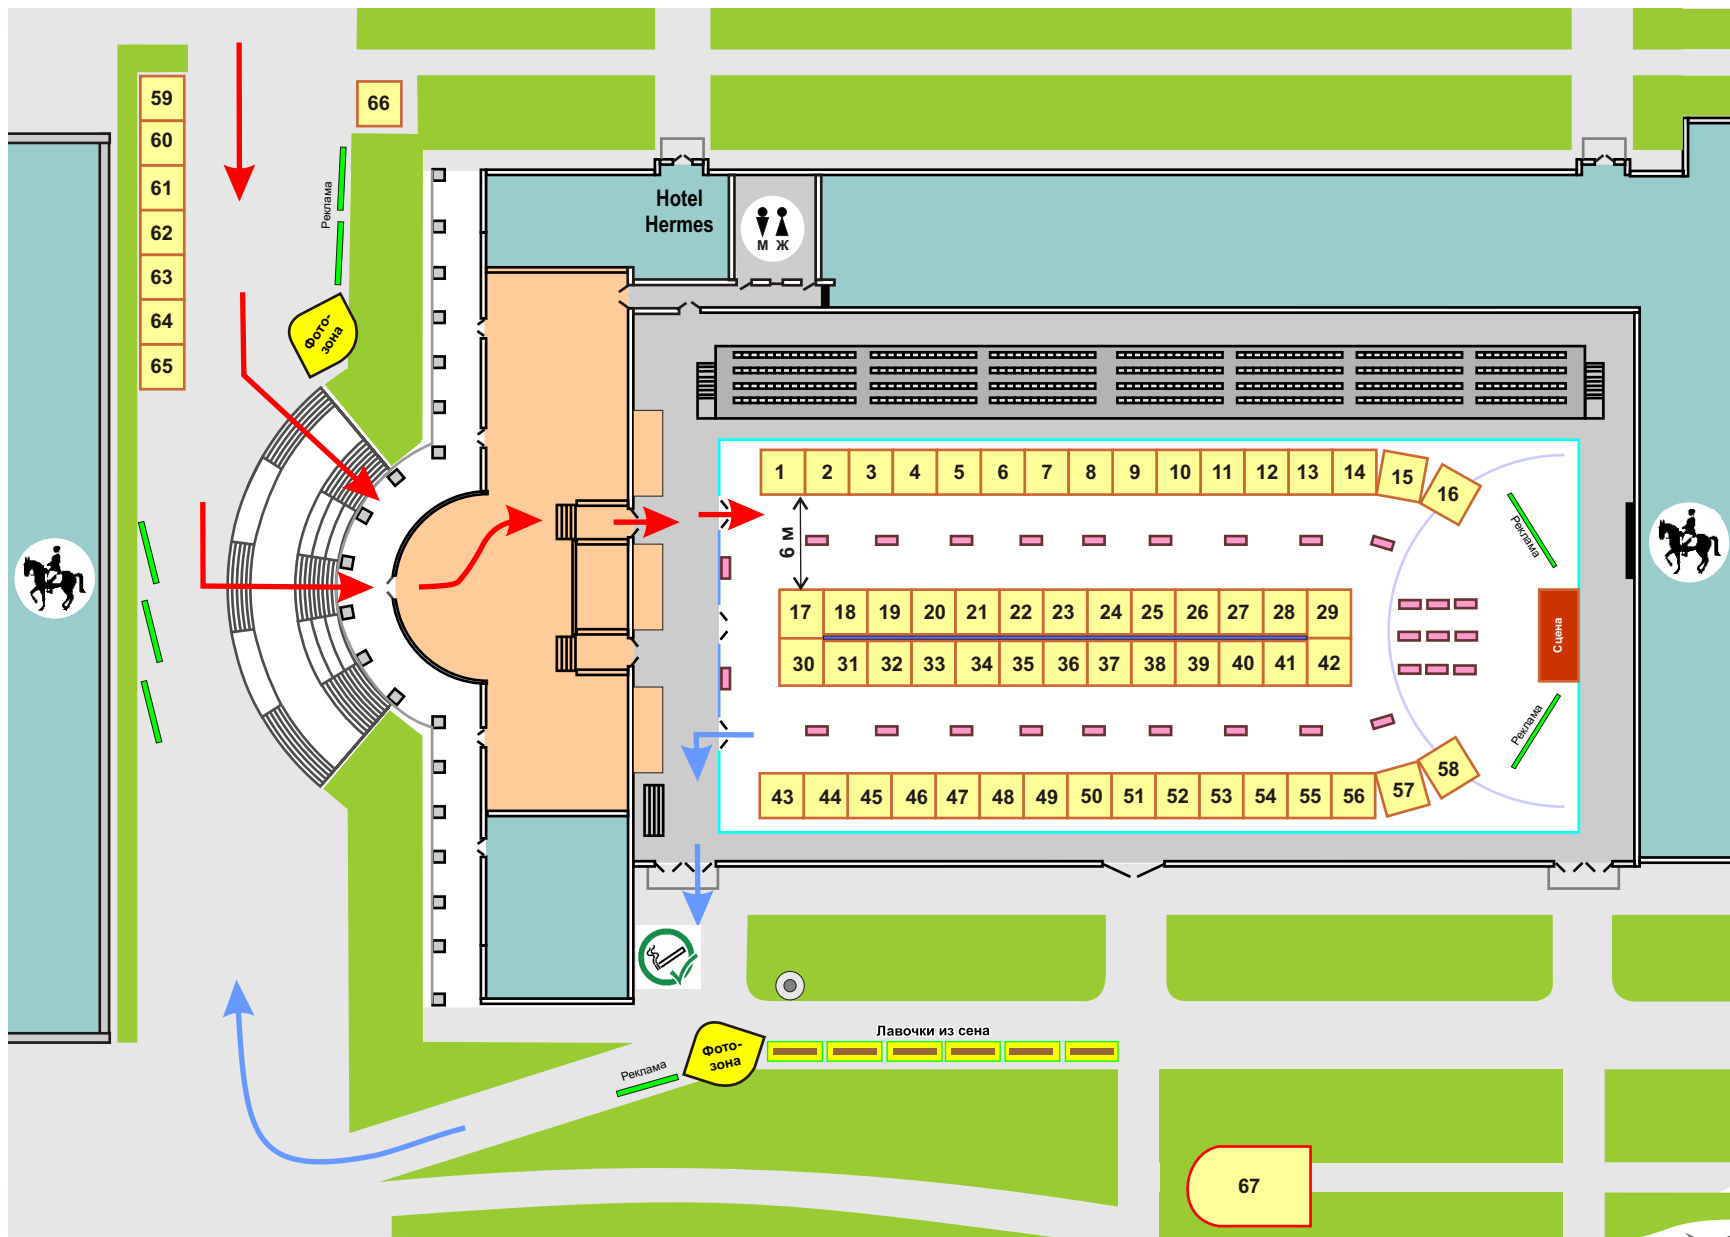 59
60
61
62
63
64
65
66
Реклама
Фото-
зона
Hotel
Hermes
М Ж
1 2 3 4 5 6 7 8 9 10 11 12 13 14 15 16
6 м
Реклама
17 18 19 20 21 22 23 24 25 26 27 28 29
30 31 32 33 34 35 36 37 38 39 40 41 42
Сцена
Реклама
43 44 45 46 47 48 49 50 51 52 53 54 55 56 57 58
Лавочки из сена
Фото-
зона
Реклама
67